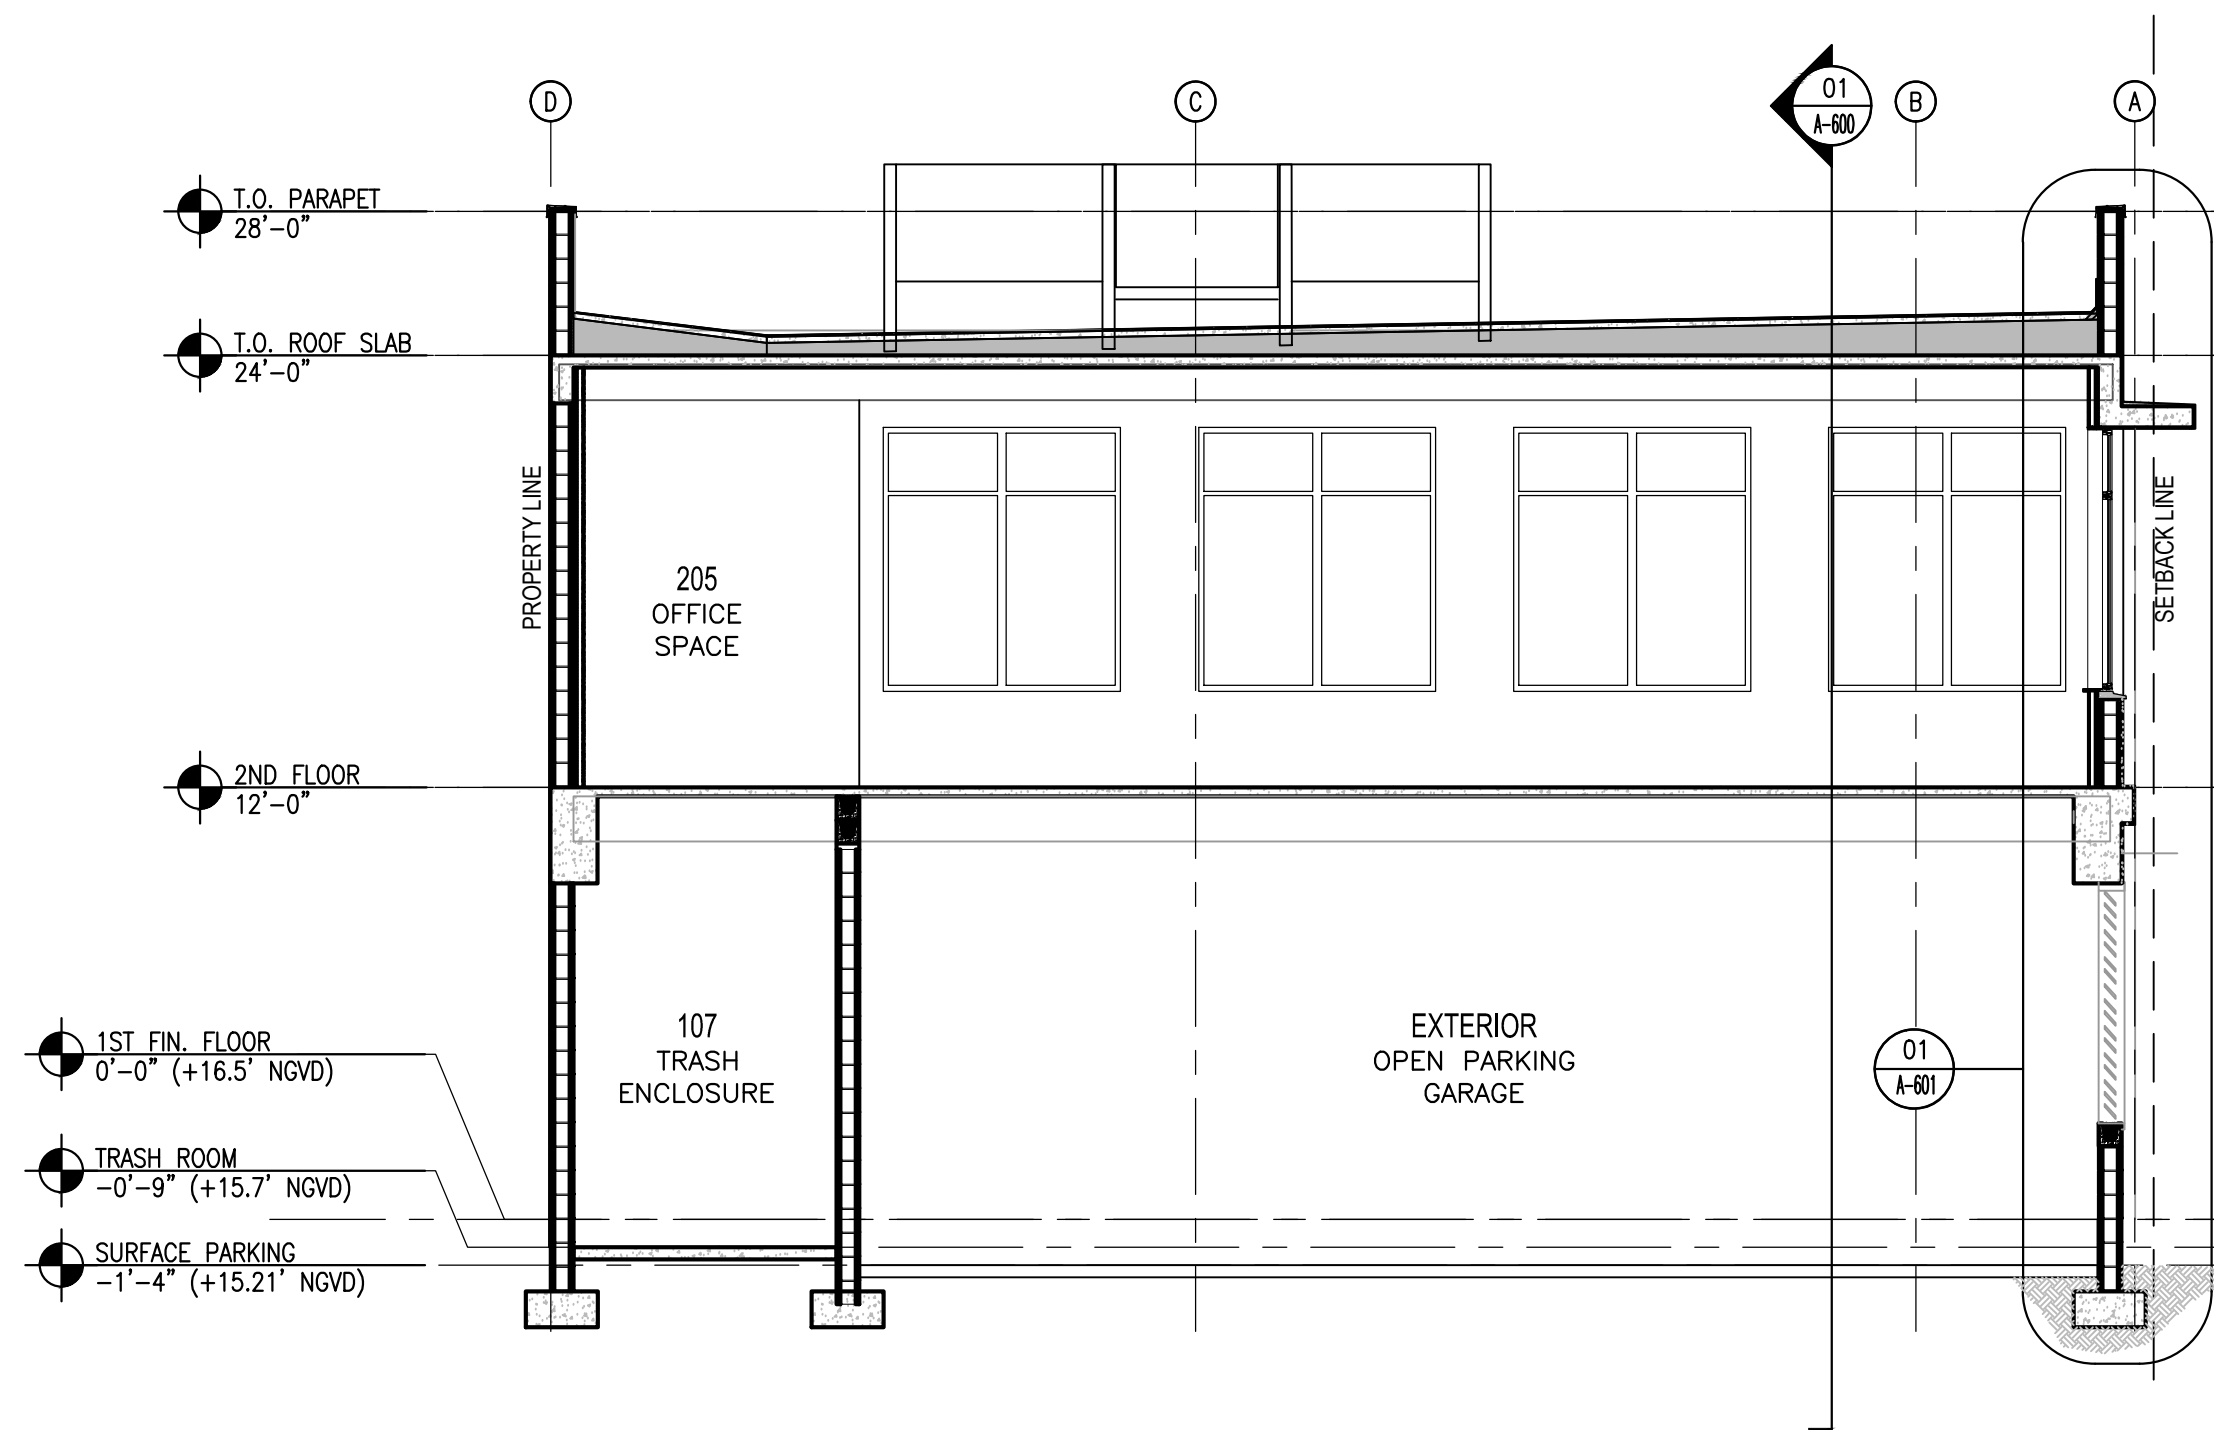 D
C
01
A-600
B
A
T.O. PARAPET
28'-0"
T.O. ROOF SLAB
24'-0"
PROPERTY LINE
SETBACK LINE
205
OFFICE
SPACE
2ND FLOOR
12'-0"
107
TRASH
ENCLOSURE
EXTERIOR
OPEN PARKING
GARAGE
01
A-601
1ST FIN. FLOOR
0'-0" (+16.5' NGVD)
TRASH ROOM
-0'-9" (+15.7' NGVD)
SURFACE PARKING
-1'-4" (+15.21' NGVD)